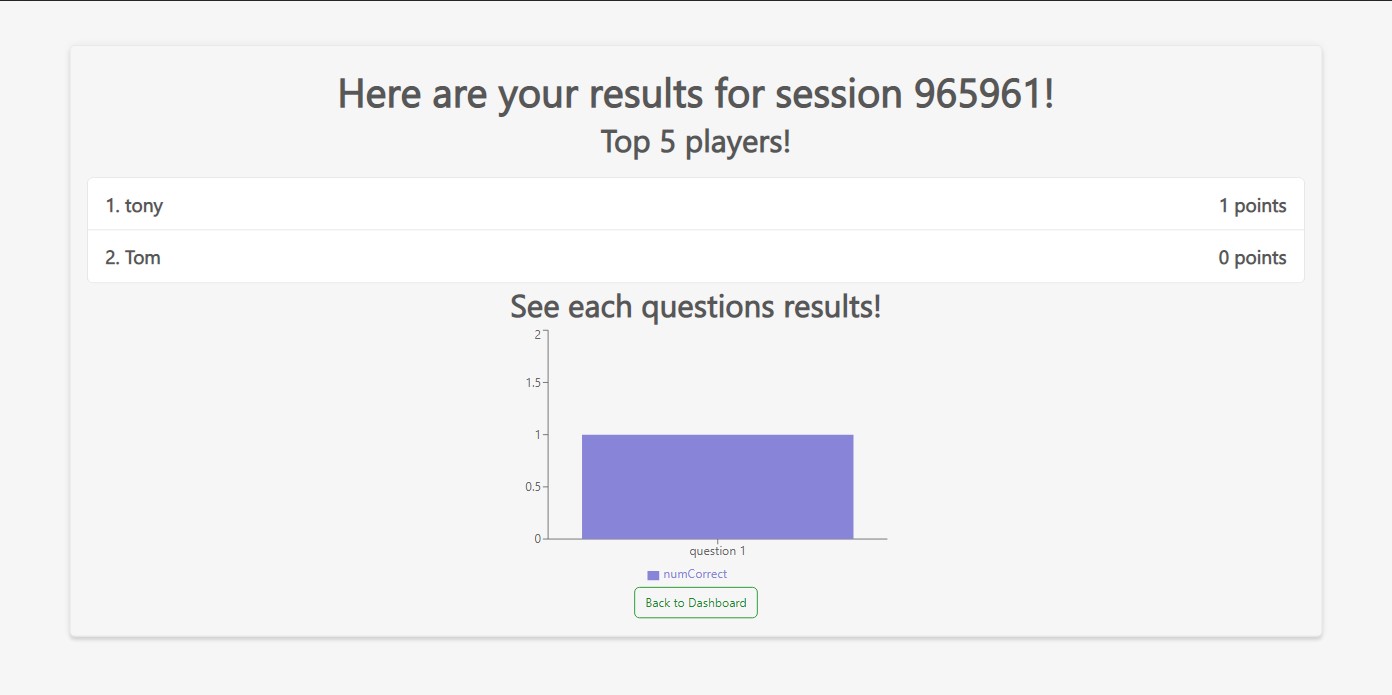 Here are your results for session 965961!
Top 5 players!
1. tony 1 points
2. Tom 0 points
See each questions results!
2
1.5
1
0.5
0
question 1
numCorrect
Back to Dashboard